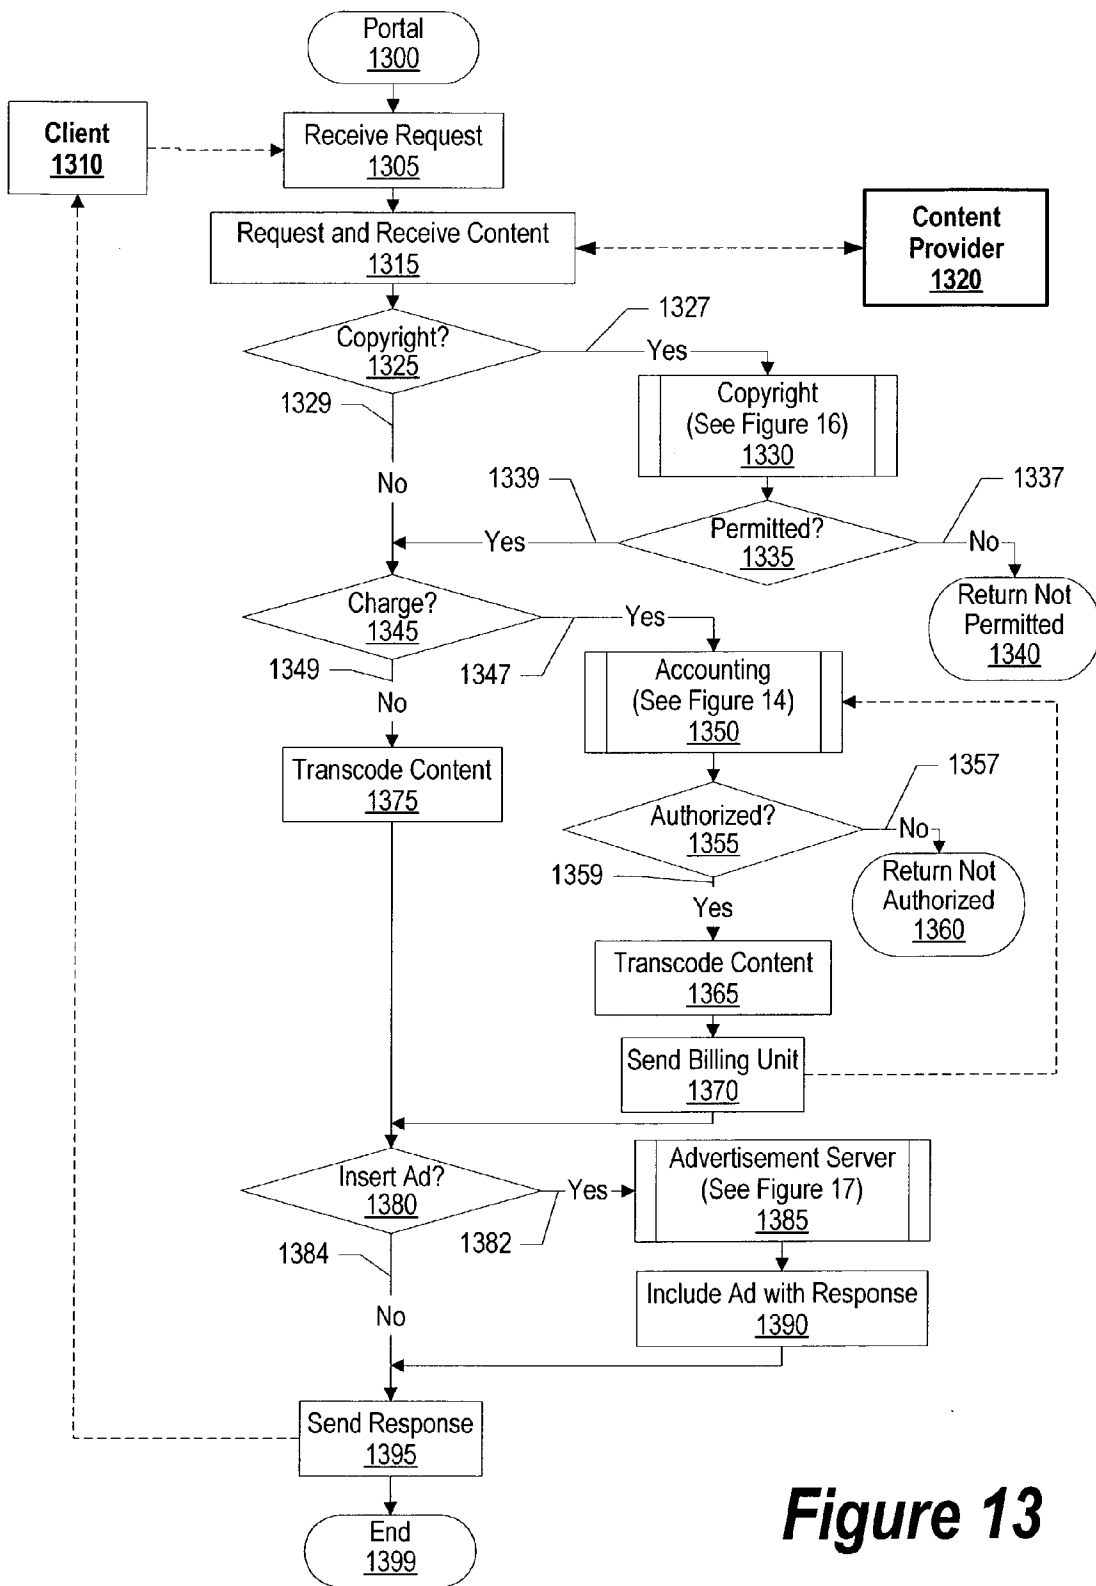 Portal
1300
Client
1310
Receive Request
1305
Request and Receive Content
1315
Content
Provider
1320
Copyright?
1325
1327
Yes
1329
No
Copyright
(See Figure 16)
1330
1339
Yes
Permitted?
1335
1337
No
Return Not
Permitted
1340
Charge?
1345
Yes
1347
1349
No
Accounting
(See Figure 14)
1350
Transcode Content
1375
Authorized?
1355
1357
No
1359
Yes
Return Not
Authorized
1360
Transcode Content
1365
Send Billing Unit
1370
Insert Ad?
1380
Yes
1382
1384
No
Advertisement Server
(See Figure 17)
1385
Include Ad with Response
1390
Send Response
1395
End
1399
Figure 13